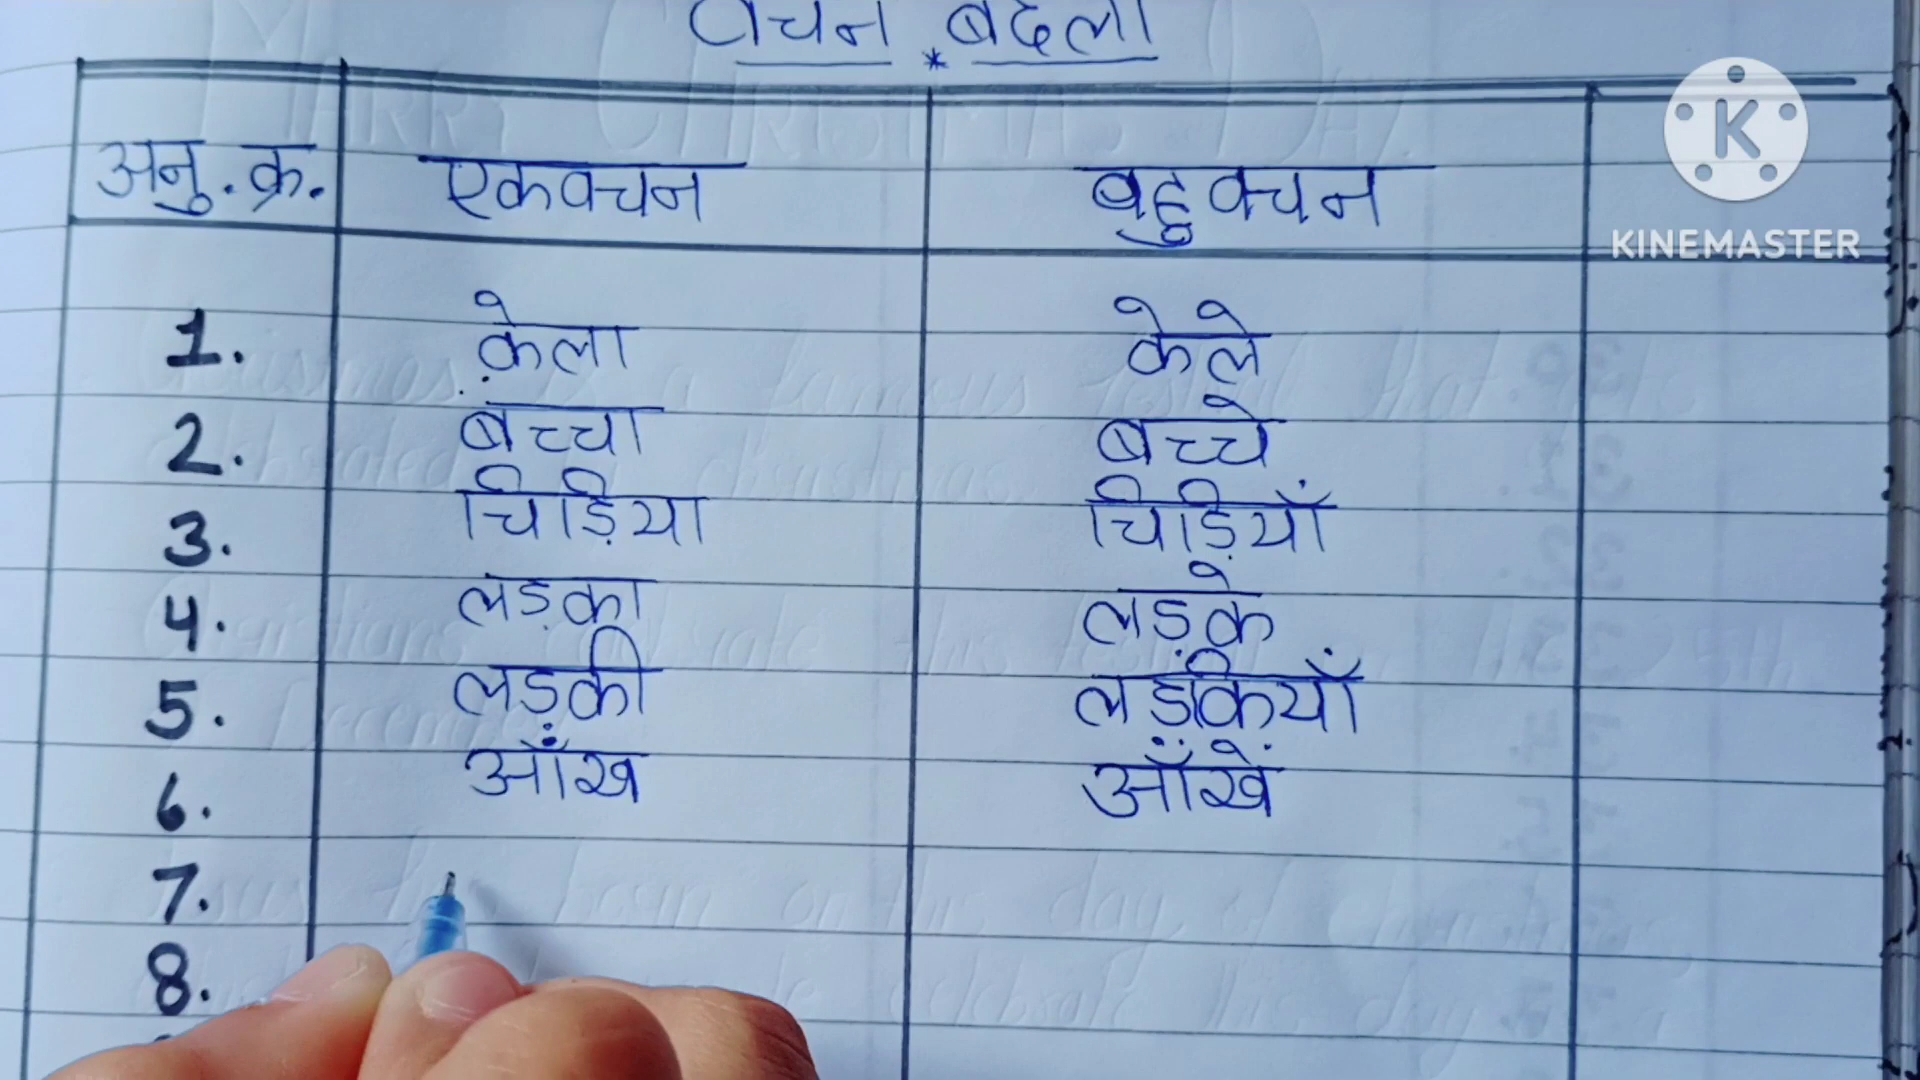 वचन * बदला
अनु. क्र. एकवचन बहुवचन
1. केला केले
2. बच्चा बच्चे
3. चिड़िया चिड़ियाँ
4. लड़का लड़के
5. लड़की लड़कियाँ
6. आँख आँखें
7.
8.
K
KINEMASTER